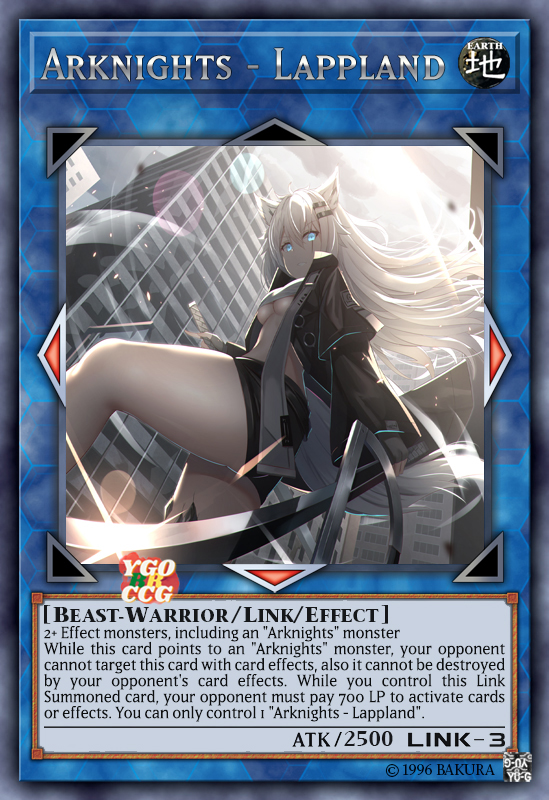 ARKNIGHTS - LAPPLAND
EARTH
地
YGO
BR
CCG
[BEAST-WARRIOR/LINK/EFFECT]
2+ Effect monsters, including an "Arknights" monster
While this card points to an "Arknights" monster, your opponent
cannot target this card with card effects, also it cannot be destroyed
by your opponent's card effects. While you control this Link
Summoned card, your opponent must pay 700 LP to activate cards
or effects. You can only control 1 "Arknights - Lappland".
ATK/2500 LINK-3
©1996 BAKURA
YU-G